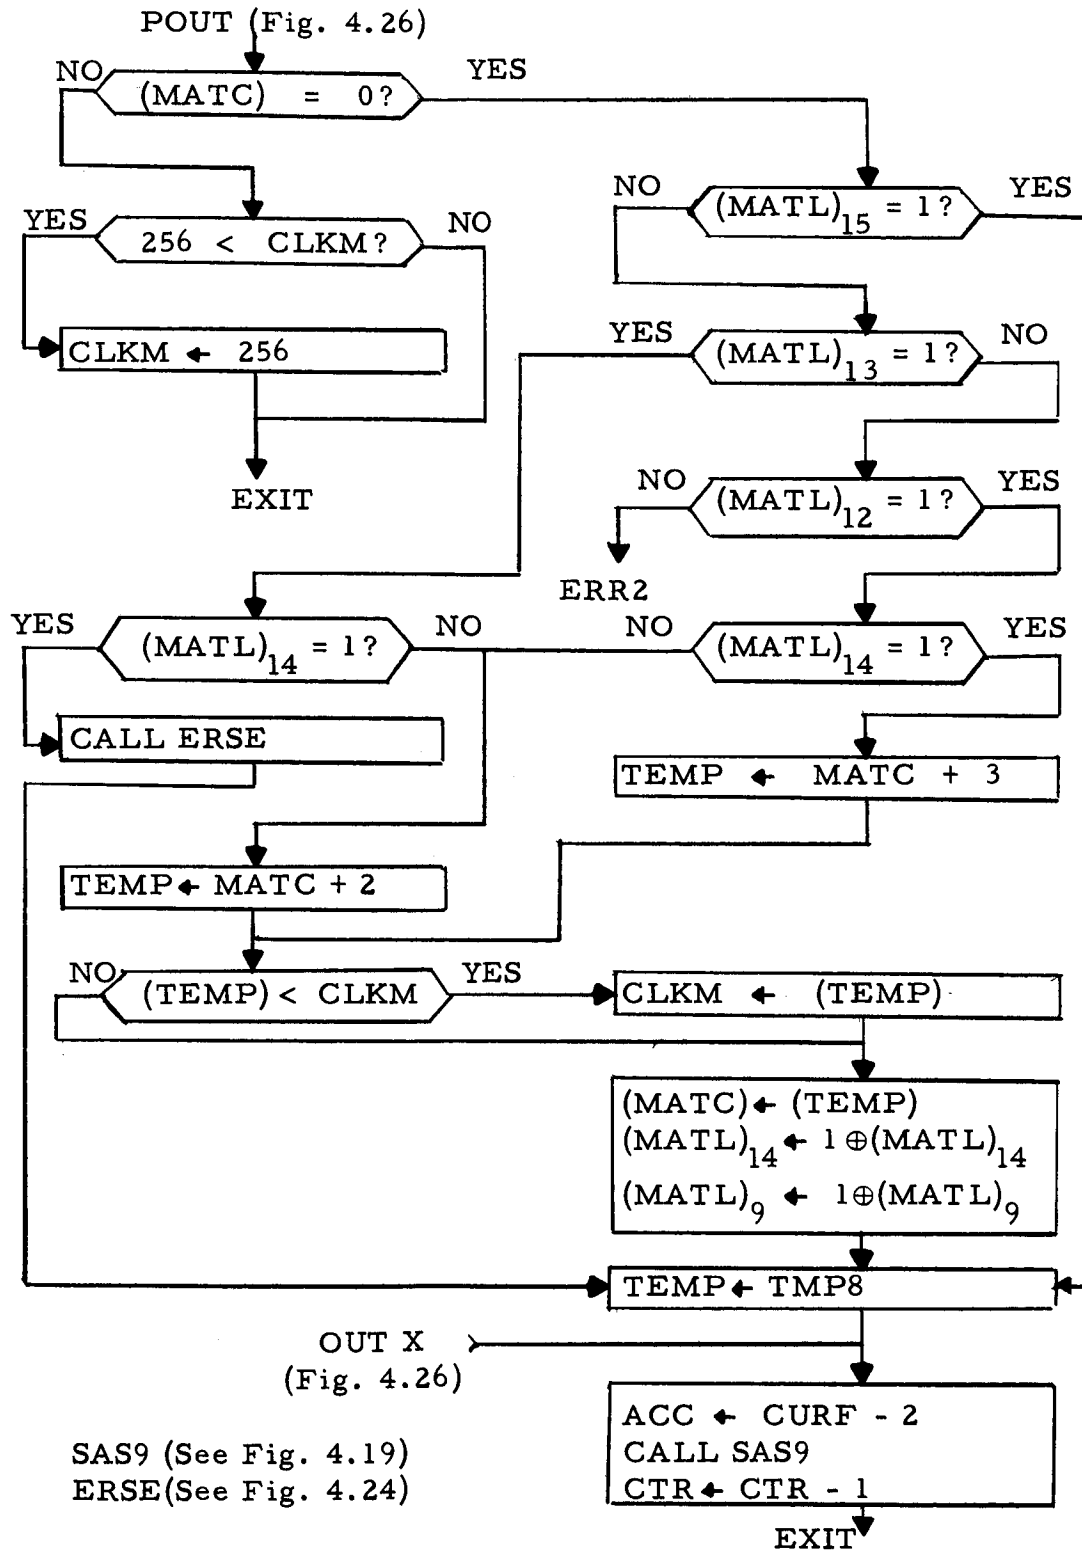 POUT (Fig. 4.26)
NO
(MATC) = 0?
YES
NO
(MATL)15 = 1?
YES
YES
256 < CLKM?
NO
CLKM ← 256
EXIT
YES
(MATL)13 = 1?
NO
NO
(MATL)12 = 1?
YES
ERR2
YES
(MATL)14 = 1?
NO
NO
(MATL)14 = 1?
YES
CALL ERSE
TEMP ← MATC + 3
TEMP ← MATC + 2
NO
(TEMP) < CLKM
YES
CLKM ← (TEMP)
(MATC) ← (TEMP)
(MATL)14 ← 1 ⊕ (MATL)14
(MATL)9 ← 1⊕(MATL)9
TEMP ← TMP8
OUT X
(Fig. 4.26)
ACC ← CURF - 2
CALL SAS9
CTR ← CTR - 1
EXIT
SAS9 (See Fig. 4.19)
ERSE(See Fig. 4.24)